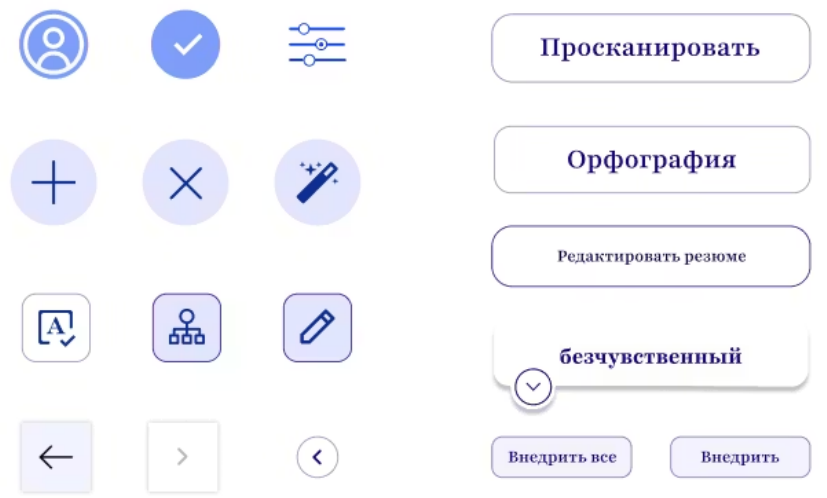 Просканировать
Орфография
Редактировать резюме
A
безчувственный
Внедрить все
Внедрить